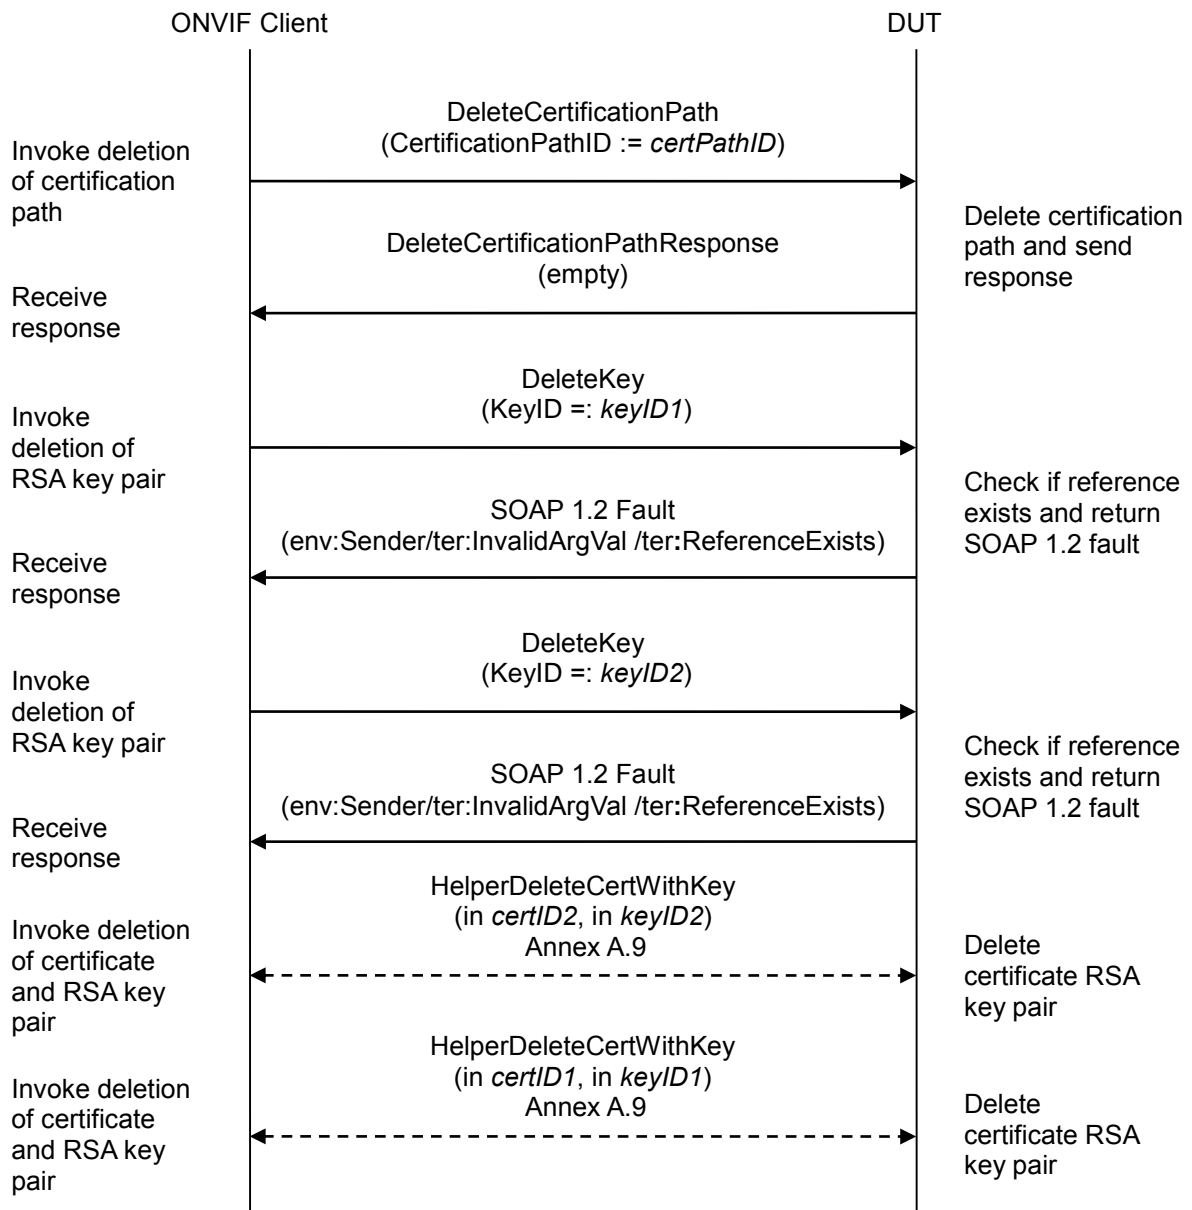 ONVIF Client
DUT
DeleteCertificationPath
(CertificationPathID := certPathID)
Invoke deletion
of certification
path
Delete certification
path and send
response
DeleteCertificationPathResponse
(empty)
Receive
response
DeleteKey
(KeyID =: keyID1)
Invoke
deletion of
RSA key pair
Check if reference
exists and return
SOAP 1.2 fault
SOAP 1.2 Fault
(env:Sender/ter:InvalidArgVal /ter:ReferenceExists)
Receive
response
DeleteKey
(KeyID =: keyID2)
Invoke
deletion of
RSA key pair
Check if reference
exists and return
SOAP 1.2 fault
SOAP 1.2 Fault
(env:Sender/ter:InvalidArgVal /ter:ReferenceExists)
Receive
response
HelperDeleteCertWithKey
(in certID2, in keyID2)
Annex A.9
Invoke deletion
of certificate
and RSA key
pair
Delete
certificate RSA
key pair
HelperDeleteCertWithKey
(in certID1, in keyID1)
Annex A.9
Invoke deletion
of certificate
and RSA key
pair
Delete
certificate RSA
key pair